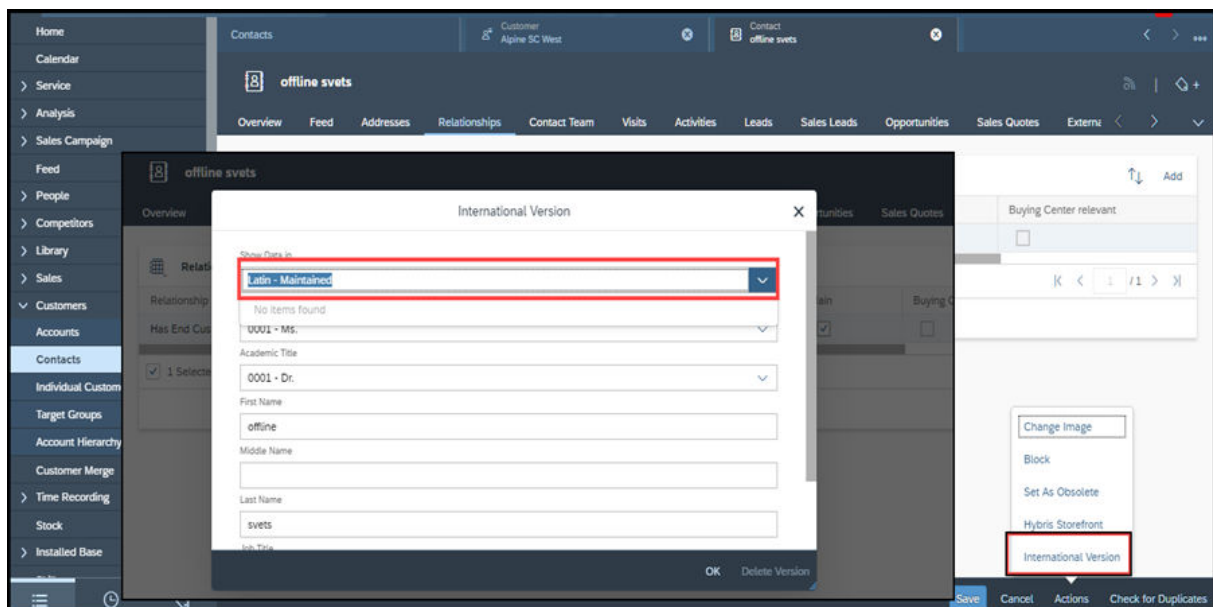 Home
Calendar
Service
Analysis
Sales Campaign
Feed
People
Competitors
Library
Sales
Customers
Accounts
Contacts
Individual Custom
Target Groups
Account Hierarchy
Customer Merge
Time Recording
Stock
Installed Base
Contacts
Customer
Alpine SC West
Contact
offline svets
offline svets
Overview Feed Addresses Relationships Contact Team Visits Activities Leads Sales Leads Opportunities Sales Quotes Externa
Add
Buying Center relevant
1 /1
offline svets
Overview
rtunities Sales Quotes
Relati
Relationship
Has End Cus
1 Selecte
ain
Buying C
International Version
Show Data in
Latin - Maintained
No items found
0001 - Ms.
Academic Title
0001 - Dr.
First Name
offline
Middle Name
Last Name
svets
Job Title
OK Delete Version
Change Image
Block
Set As Obsolete
Hybris Storefront
International Version
Save Cancel Actions Check for Duplicates